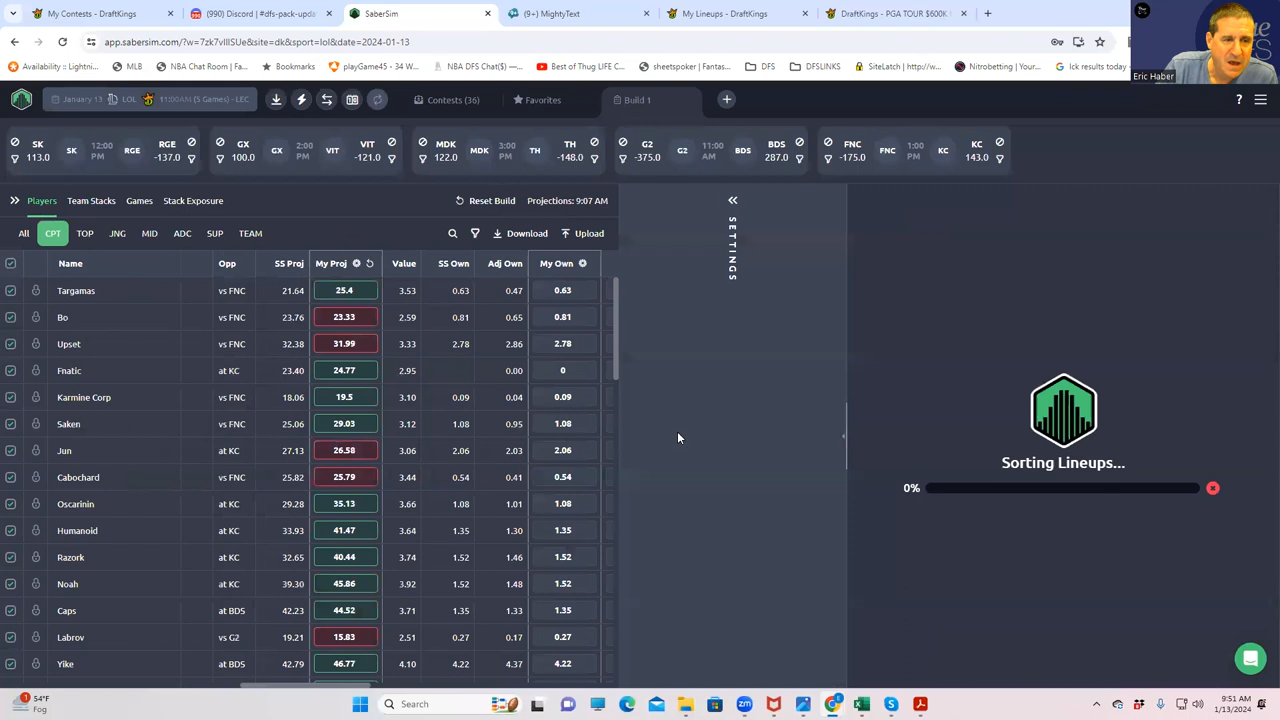 My Contests - DraftKings
(990) Discord | #dfs-pack-upda
SaberSim
(2) MightyText
My Lineups - DraftKings
DraftKings - PGA TOUR $600K
app.sabersim.com/?w=7zk7vlllSUe&site=dk&sport=lol&date=2024-01-13
Availability :: Lightni...
MLB
NBA Chat Room / Fa...
Bookmarks
playGame45 - 34 W...
NBA DFS Chat($) —...
Best of Thug LIFE C...
sheetspoker | Shorts...
DFS
DFSLINKS
SiteLatch | http://w...
Nitrobetting | You...
Ick results today
Eric Haber
January 13 LOL 11:00AM (5 Games) - LEC
Contests (36)
Favorites
Build 1
?
SK 113.0 SK 12:00 PM RGE RGE -137.0
GX 100.0 GX 2:00 PM VIT VIT -121.0
MDK 122.0 MDK 3:00 PM TH TH -148.0
G2 -375.0 G2 11:00 AM BDS BDS 287.0
FNC -175.0 FNC 1:00 PM KC KC 143.0
Players Team Stacks Games Stack Exposure Reset Build Projections: 9:07 AM
All CPT TOP JNG MID ADC SUP TEAM Download Upload
Name Opp SS Proj My Proj Value SS Own Adj Own My Own
Targamas vs FNC 21.64 25.4 3.53 0.63 0.47 0.63
Bo vs FNC 23.76 23.33 2.59 0.81 0.65 0.81
Upset vs FNC 32.38 31.99 3.33 2.78 2.86 2.78
Fnatic at KC 23.40 24.77 2.95 0.00 0
Karmine Corp vs FNC 18.06 19.5 3.10 0.09 0.04 0.09
Saken vs FNC 25.06 29.03 3.12 1.08 0.95 1.08
Jun at KC 27.13 26.58 3.06 2.06 2.03 2.06
Cabochard vs FNC 25.82 25.79 3.44 0.54 0.41 0.54
Oscarinin at KC 29.28 35.13 3.66 1.08 1.01 1.08
Humanoid at KC 33.93 41.47 3.64 1.35 1.30 1.35
Razork at KC 32.65 40.44 3.74 1.52 1.46 1.52
Noah at KC 39.30 45.86 3.92 1.52 1.48 1.52
Caps at BDS 42.23 44.52 3.71 1.35 1.33 1.35
Labrov vs G2 19.21 15.83 2.51 0.27 0.17 0.27
Yike at BDS 42.79 46.77 4.10 4.22 4.37 4.22
SETTINGS
Sorting Lineups...
0%
54°F
Fog
Search
9:51 AM
1/13/2024